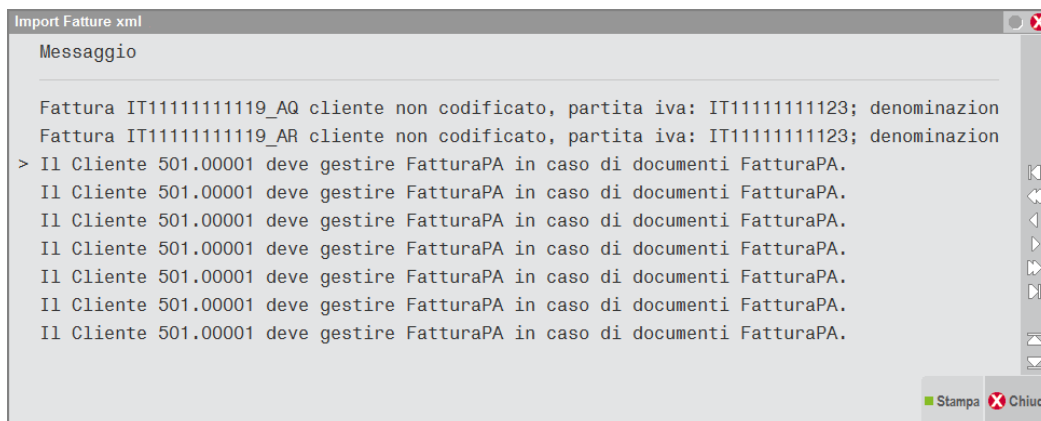 Import Fatture xml
Messaggio
Fattura IT11111111119_AQ cliente non codificato, partita iva: IT11111111123; denominazion
Fattura IT11111111119_AR cliente non codificato, partita iva: IT11111111123; denominazion
> Il Cliente 501.00001 deve gestire FatturaPA in caso di documenti FatturaPA.
Il Cliente 501.00001 deve gestire FatturaPA in caso di documenti FatturaPA.
Il Cliente 501.00001 deve gestire FatturaPA in caso di documenti FatturaPA.
Il Cliente 501.00001 deve gestire FatturaPA in caso di documenti FatturaPA.
Il Cliente 501.00001 deve gestire FatturaPA in caso di documenti FatturaPA.
Il Cliente 501.00001 deve gestire FatturaPA in caso di documenti FatturaPA.
Il Cliente 501.00001 deve gestire FatturaPA in caso di documenti FatturaPA.
Stampa Chiud